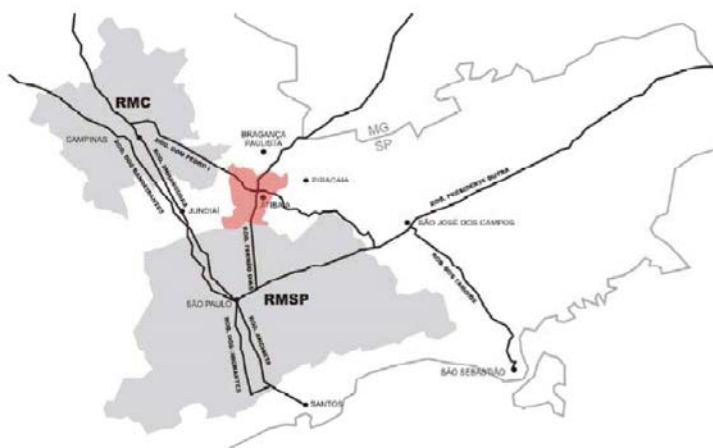 RMC
CAMPINAS
BRAGANÇA
PAULISTA
MG
SP
ROD. DOM PEDRO I
ROD. DOS BANDEIRANTES
ROD. ANHANGUERA
PIRACAIA
ATIBAIA
JUNDIAÍ
ROD. PRESIDENTE DUTRA
SÃO JOSÉ DOS CAMPOS
ROD. FERNÃO DIAS
ROD. DOS TAMOIOS
SÃO PAULO
RMSP
ROD. DOS IMIGRANTES
ROD. ANCHIETA
SÃO SEBASTIÃO
SANTOS